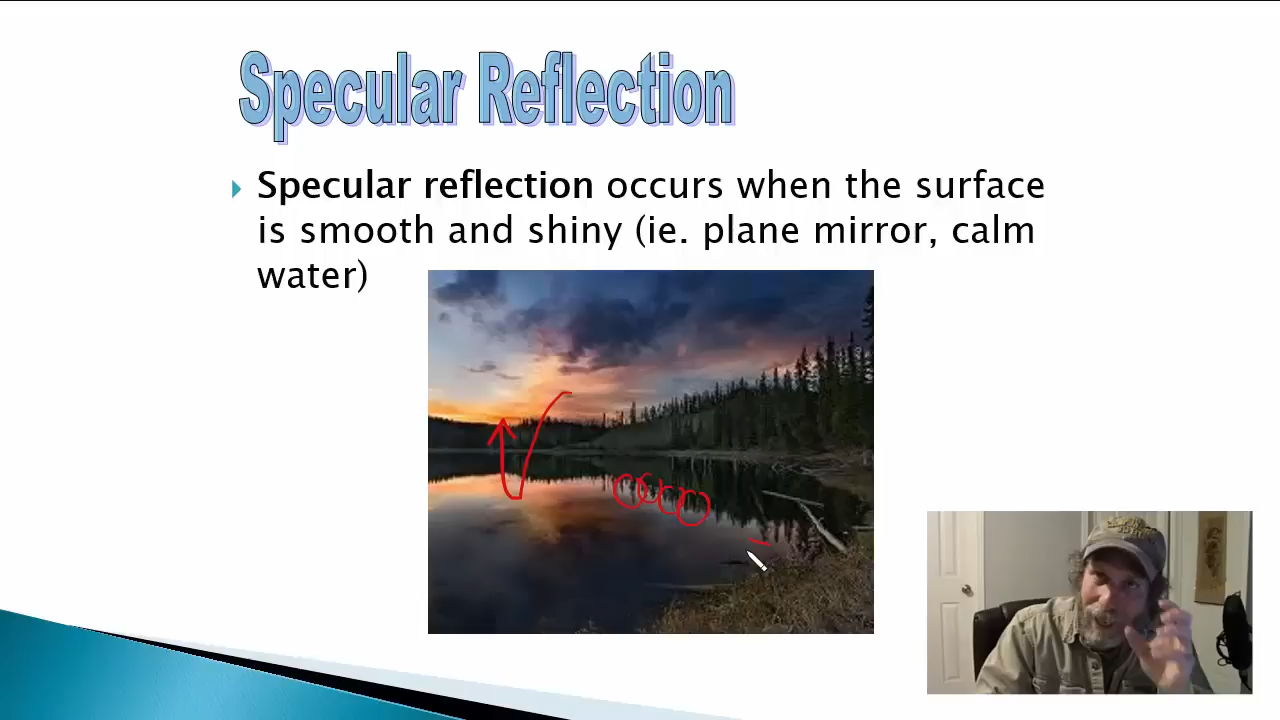 Specular Reflection
Specular reflection occurs when the surface
is smooth and shiny (ie. plane mirror, calm
water)